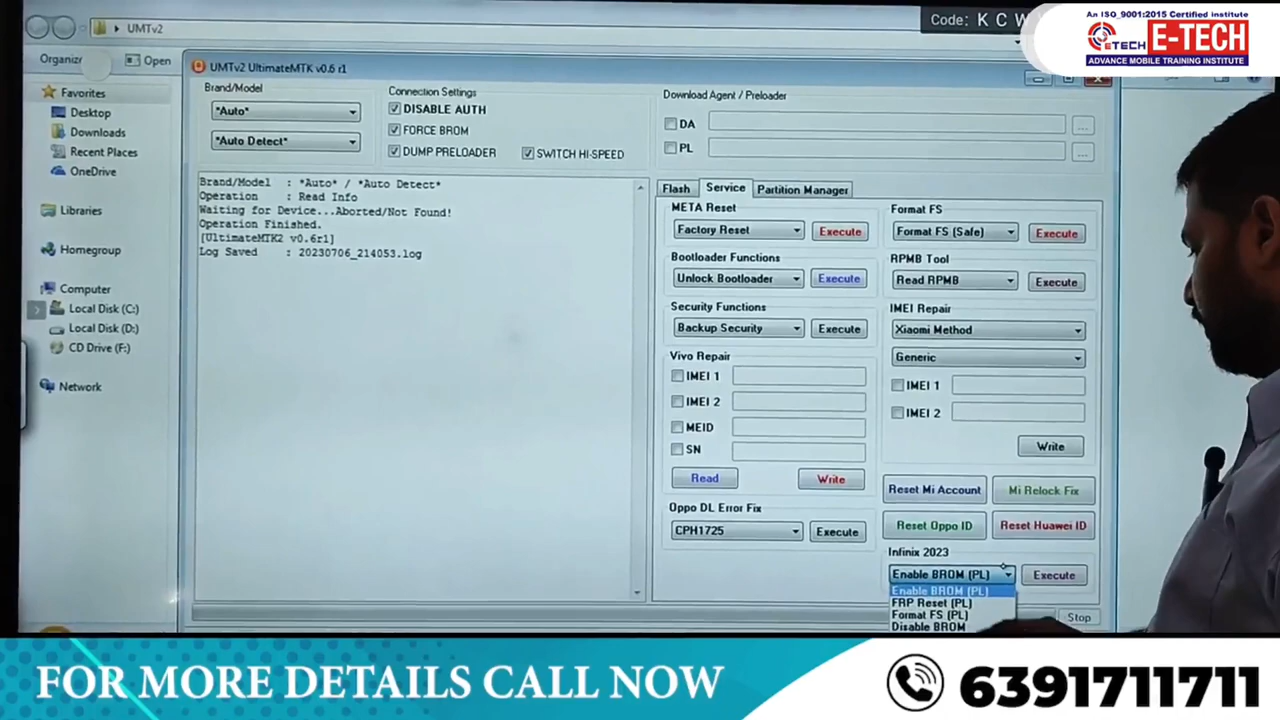 UMTv2
Code: K C W
An ISO_9001:2015 Certified institute
ETECH E-TECH
ADVANCE MOBILE TRAINING INSTITUTE
Open
Favorites
Desktop
Downloads
Recent Places
OneDrive
Libraries
Homegroup
Computer
Local Disk (C:)
Local Disk (D:)
CD Drive (F:)
Network
UMTv2 UltimateMTK v0.6 r1
Brand/Model
*Auto*
*Auto Detect*
Connection Settings
DISABLE AUTH
FORCE BROM
DUMP PRELOADER
SWITCH HI-SPEED
Download Agent / Preloader
DA ...
PL ...
Brand/Model : *Auto* / *Auto Detect*
Operation : Read Info
Waiting for Device...Aborted/Not Found!
Operation Finished.
[UltimateMTK2 v0.6r1]
Log Saved : 20230706_214053.log
Flash Service Partition Manager
META Reset
Factory Reset Execute
Bootloader Functions
Unlock Bootloader Execute
Security Functions
Backup Security Execute
Vivo Repair
IMEI 1
IMEI 2
MEID
SN
Read Write
Oppo DL Error Fix
CPH1725 Execute
Format FS
Format FS (Safe) Execute
RPMB Tool
Read RPMB Execute
IMEI Repair
Xiaomi Method
Generic
IMEI 1
IMEI 2
Write
Reset Mi Account Mi Relock Fix
Reset Oppo ID Reset Huawei ID
Infinix 2023
Enable BROM (PL) Execute
Enable BROM (PL)
FRP Reset (PL)
Format FS (PL)
Disable BROM
Stop
FOR MORE DETAILS CALL NOW
6391711711